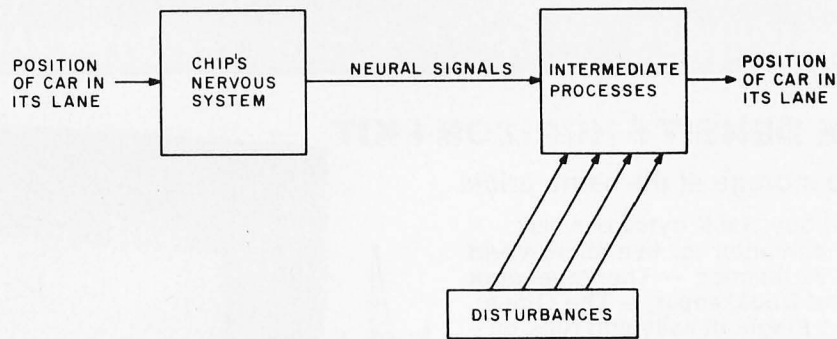 POSITION
OF CAR IN
ITS LANE
CHIP'S
NERVOUS
SYSTEM
NEURAL SIGNALS
INTERMEDIATE
PROCESSES
POSITION
OF CAR IN
ITS LANE
DISTURBANCES